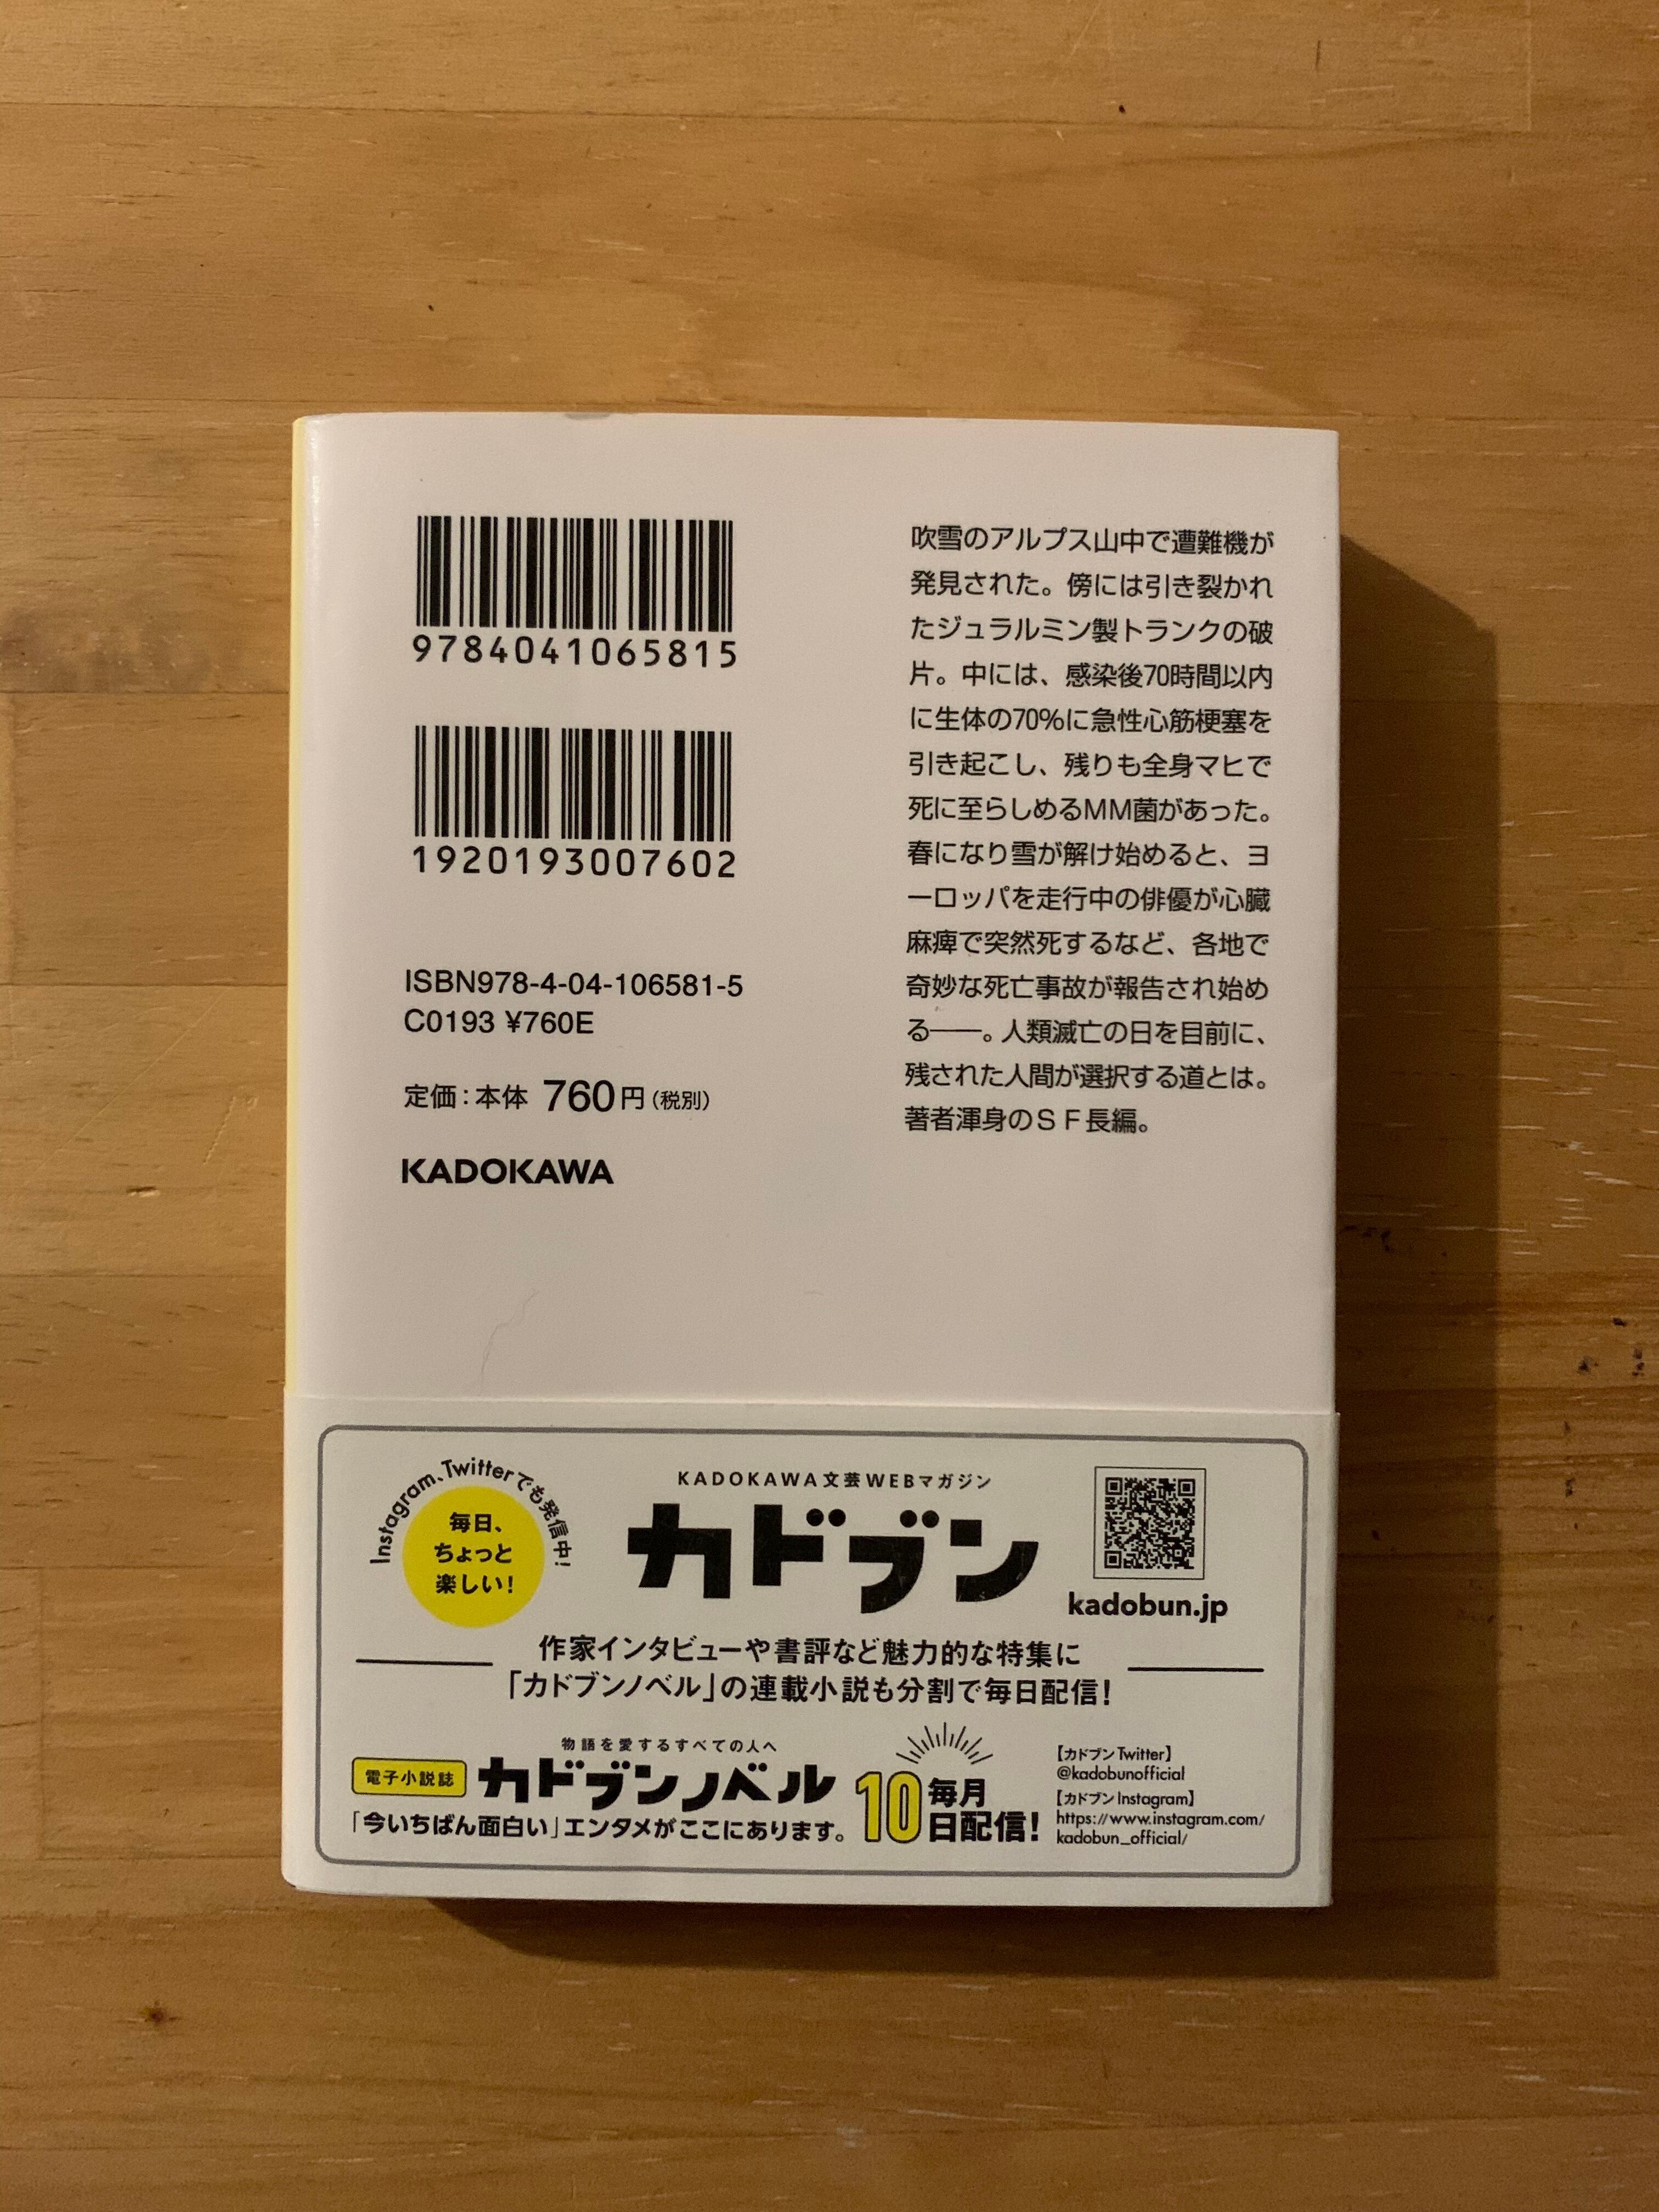 9784041065815
1920193007602
ISBN978-4-04-106581-5
C0193 ¥760E
定価：本体 760円（税別）
KADOKAWA
吹雪のアルプス山中で遭難機が
発見された。傍には引き裂かれ
たジュラルミン製トランクの破
片。中には、感染後70時間以内
に生体の70%に急性心筋梗塞を
引き起こし、残りも全身マヒで
死に至らしめるMM菌があった。
春になり雪が解け始めると、ヨ
ーロッパを走行中の俳優が心臓
麻痺で突然死するなど、各地で
奇妙な死亡事故が報告され始め
る──。人類滅亡の日を目前に、
残された人間が選択する道とは。
著者渾身のＳＦ長編。
Instagram、Twitterでも発信中!
毎日、
ちょっと
楽しい!
KADOKAWA文芸WEBマガジン
カドブン
kadobun.jp
作家インタビューや書評など魅力的な特集に
「カドブンノベル」の連載小説も分割で毎日配信!
物語を愛するすべての人へ
電子小説誌
カドブンノベル
「今いちばん面白い」エンタメがここにあります。
毎月
10日配信!
【カドブンTwitter】
@kadobunofficial
【カドブンInstagram】
https://www.instagram.com/
kadobun_official/